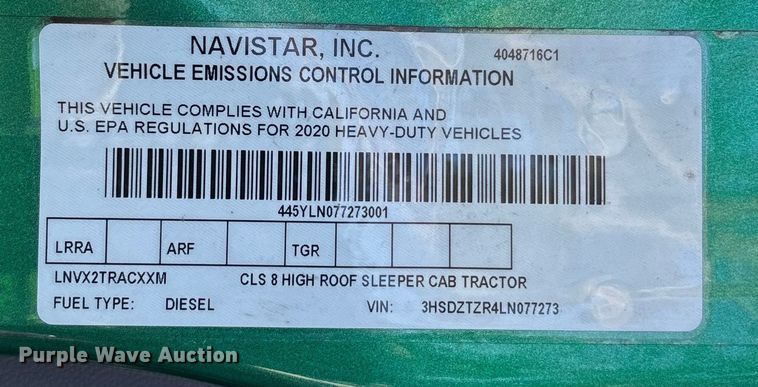 NAVISTAR, INC. 4048716C1
VEHICLE EMISSIONS CONTROL INFORMATION
THIS VEHICLE COMPLIES WITH CALIFORNIA AND
U.S. EPA REGULATIONS FOR 2020 HEAVY-DUTY VEHICLES
445YLN077273001
LRRA ARF TGR
LNVX2TRACXXM CLS 8 HIGH ROOF SLEEPER CAB TRACTOR
FUEL TYPE: DIESEL VIN: 3HSDZTZR4LN077273
Purple Wave Auction